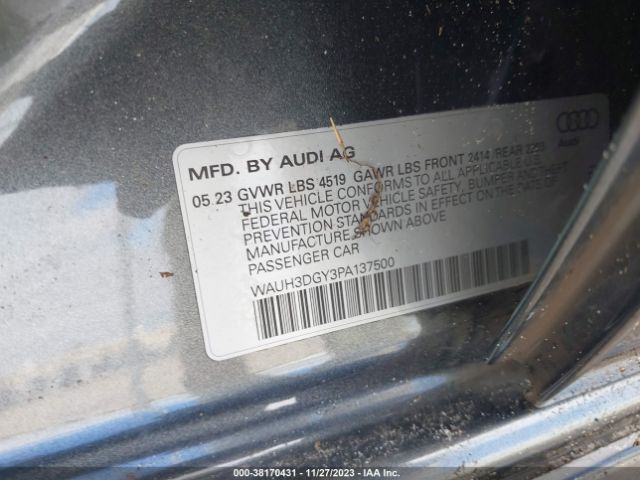 MFD. BY AUDI AG
Audi
05.23 GVWR LBS 4519 GAWR LBS FRONT 2414 /REAR
THIS VEHICLE CONFORMS TO ALL APPLICABLE U.S.
FEDERAL MOTOR VEHICLE SAFETY, BUMPER AND THEFT
PREVENTION STANDARDS IN EFFECT ON THE DATE OF
MANUFACTURE SHOWN ABOVE
PASSENGER CAR
WAUH3DGY3PA137500
000-38170431 - 11/27/2023 - IAA Inc.